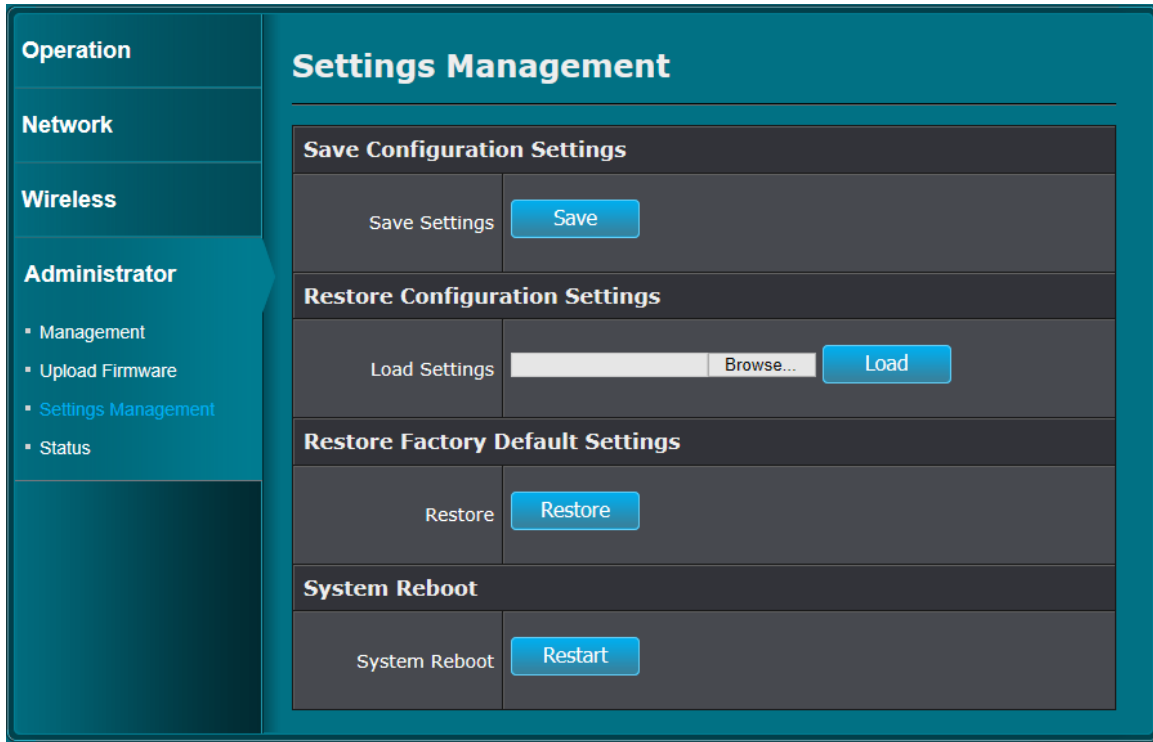 Operation
Network
Wireless
Administrator
Management
Upload Firmware
Settings Management
Status
Settings Management
Save Configuration Settings
Save Settings Save
Restore Configuration Settings
Load Settings Browse... Load
Restore Factory Default Settings
Restore Restore
System Reboot
System Reboot Restart